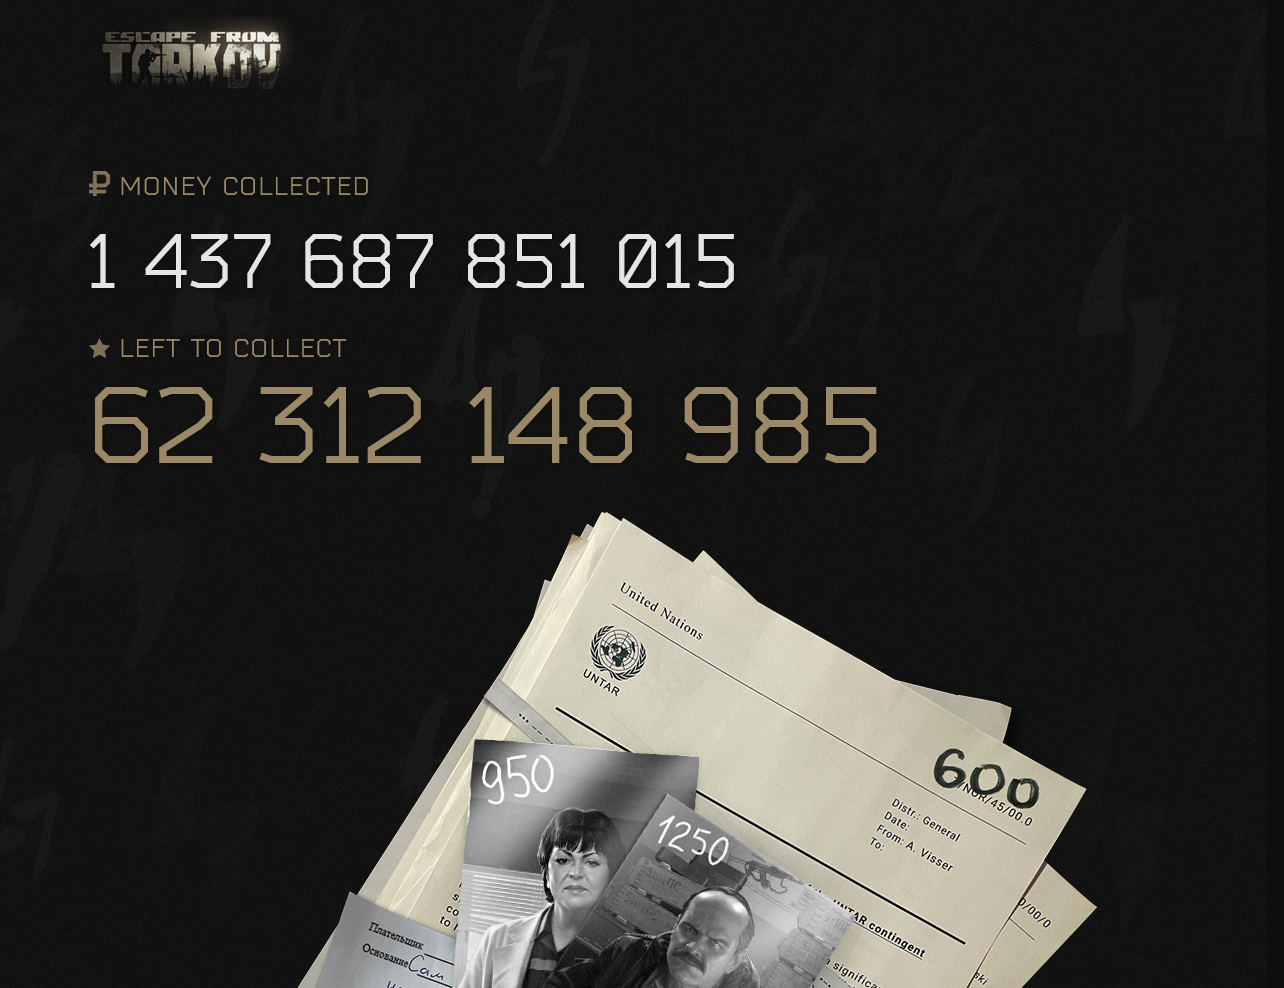 ESCAPE FROM
TARKOV
₽ MONEY COLLECTED
1 437 687 851 015
★ LEFT TO COLLECT
62 312 148 985
United Nations
UNTAR
600
/45/00.0
Distr.: General
Date:
From: A. Visser
To:
950
1250
UNTAR contingent
Плательщик
Основание Сам